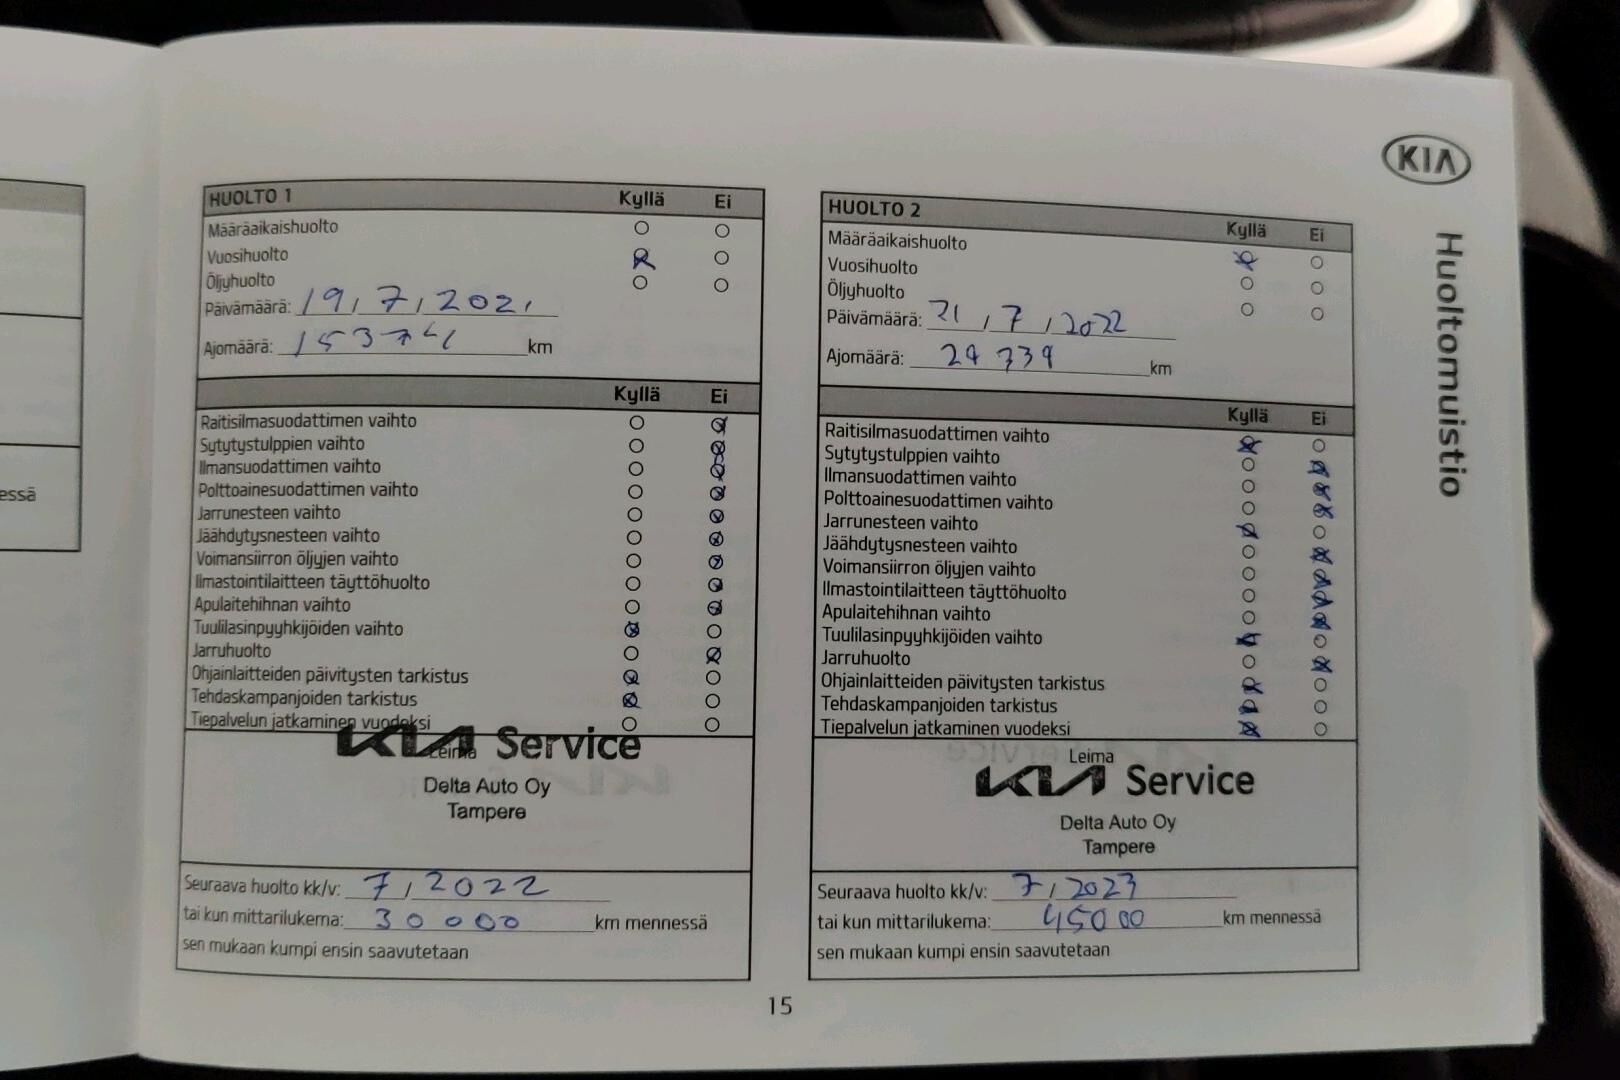 KIA
Huoltomuistio
HUOLTO 1 Kyllä Ei
Määräaikaishuolto
Vuosihuolto
Öljyhuolto
Päivämäärä: 19, 7, 2021
Ajomäärä: km
Kyllä Ei
Raitisilmasuodattimen vaihto
Sytytystulppien vaihto
Ilmansuodattimen vaihto
Polttoainesuodattimen vaihto
Jarrunesteen vaihto
Jäähdytysnesteen vaihto
Voimansiirron öljyjen vaihto
Ilmastointilaitteen täyttöhuolto
Apulaitehihnan vaihto
Tuulilasinpyyhkijöiden vaihto
Jarruhuolto
Ohjainlaitteiden päivitysten tarkistus
Tehdaskampanjoiden tarkistus
Tiepalvelun jatkaminen vuodeksi
Leima
KIA Service
Delta Auto Oy
Tampere
Seuraava huolto kk/v: 7, 2022
tai kun mittarilukema: 30 000 km mennessä
sen mukaan kumpi ensin saavutetaan
HUOLTO 2 Kyllä Ei
Määräaikaishuolto
Vuosihuolto
Öljyhuolto
Päivämäärä: 21, 7, 2022
Ajomäärä: km
Kyllä Ei
Raitisilmasuodattimen vaihto
Sytytystulppien vaihto
Ilmansuodattimen vaihto
Polttoainesuodattimen vaihto
Jarrunesteen vaihto
Jäähdytysnesteen vaihto
Voimansiirron öljyjen vaihto
Ilmastointilaitteen täyttöhuolto
Apulaitehihnan vaihto
Tuulilasinpyyhkijöiden vaihto
Jarruhuolto
Ohjainlaitteiden päivitysten tarkistus
Tehdaskampanjoiden tarkistus
Tiepalvelun jatkaminen vuodeksi
Leima
KIA Service
Delta Auto Oy
Tampere
Seuraava huolto kk/v: 7, 2023
tai kun mittarilukema: 45000 km mennessä
sen mukaan kumpi ensin saavutetaan
15
essä